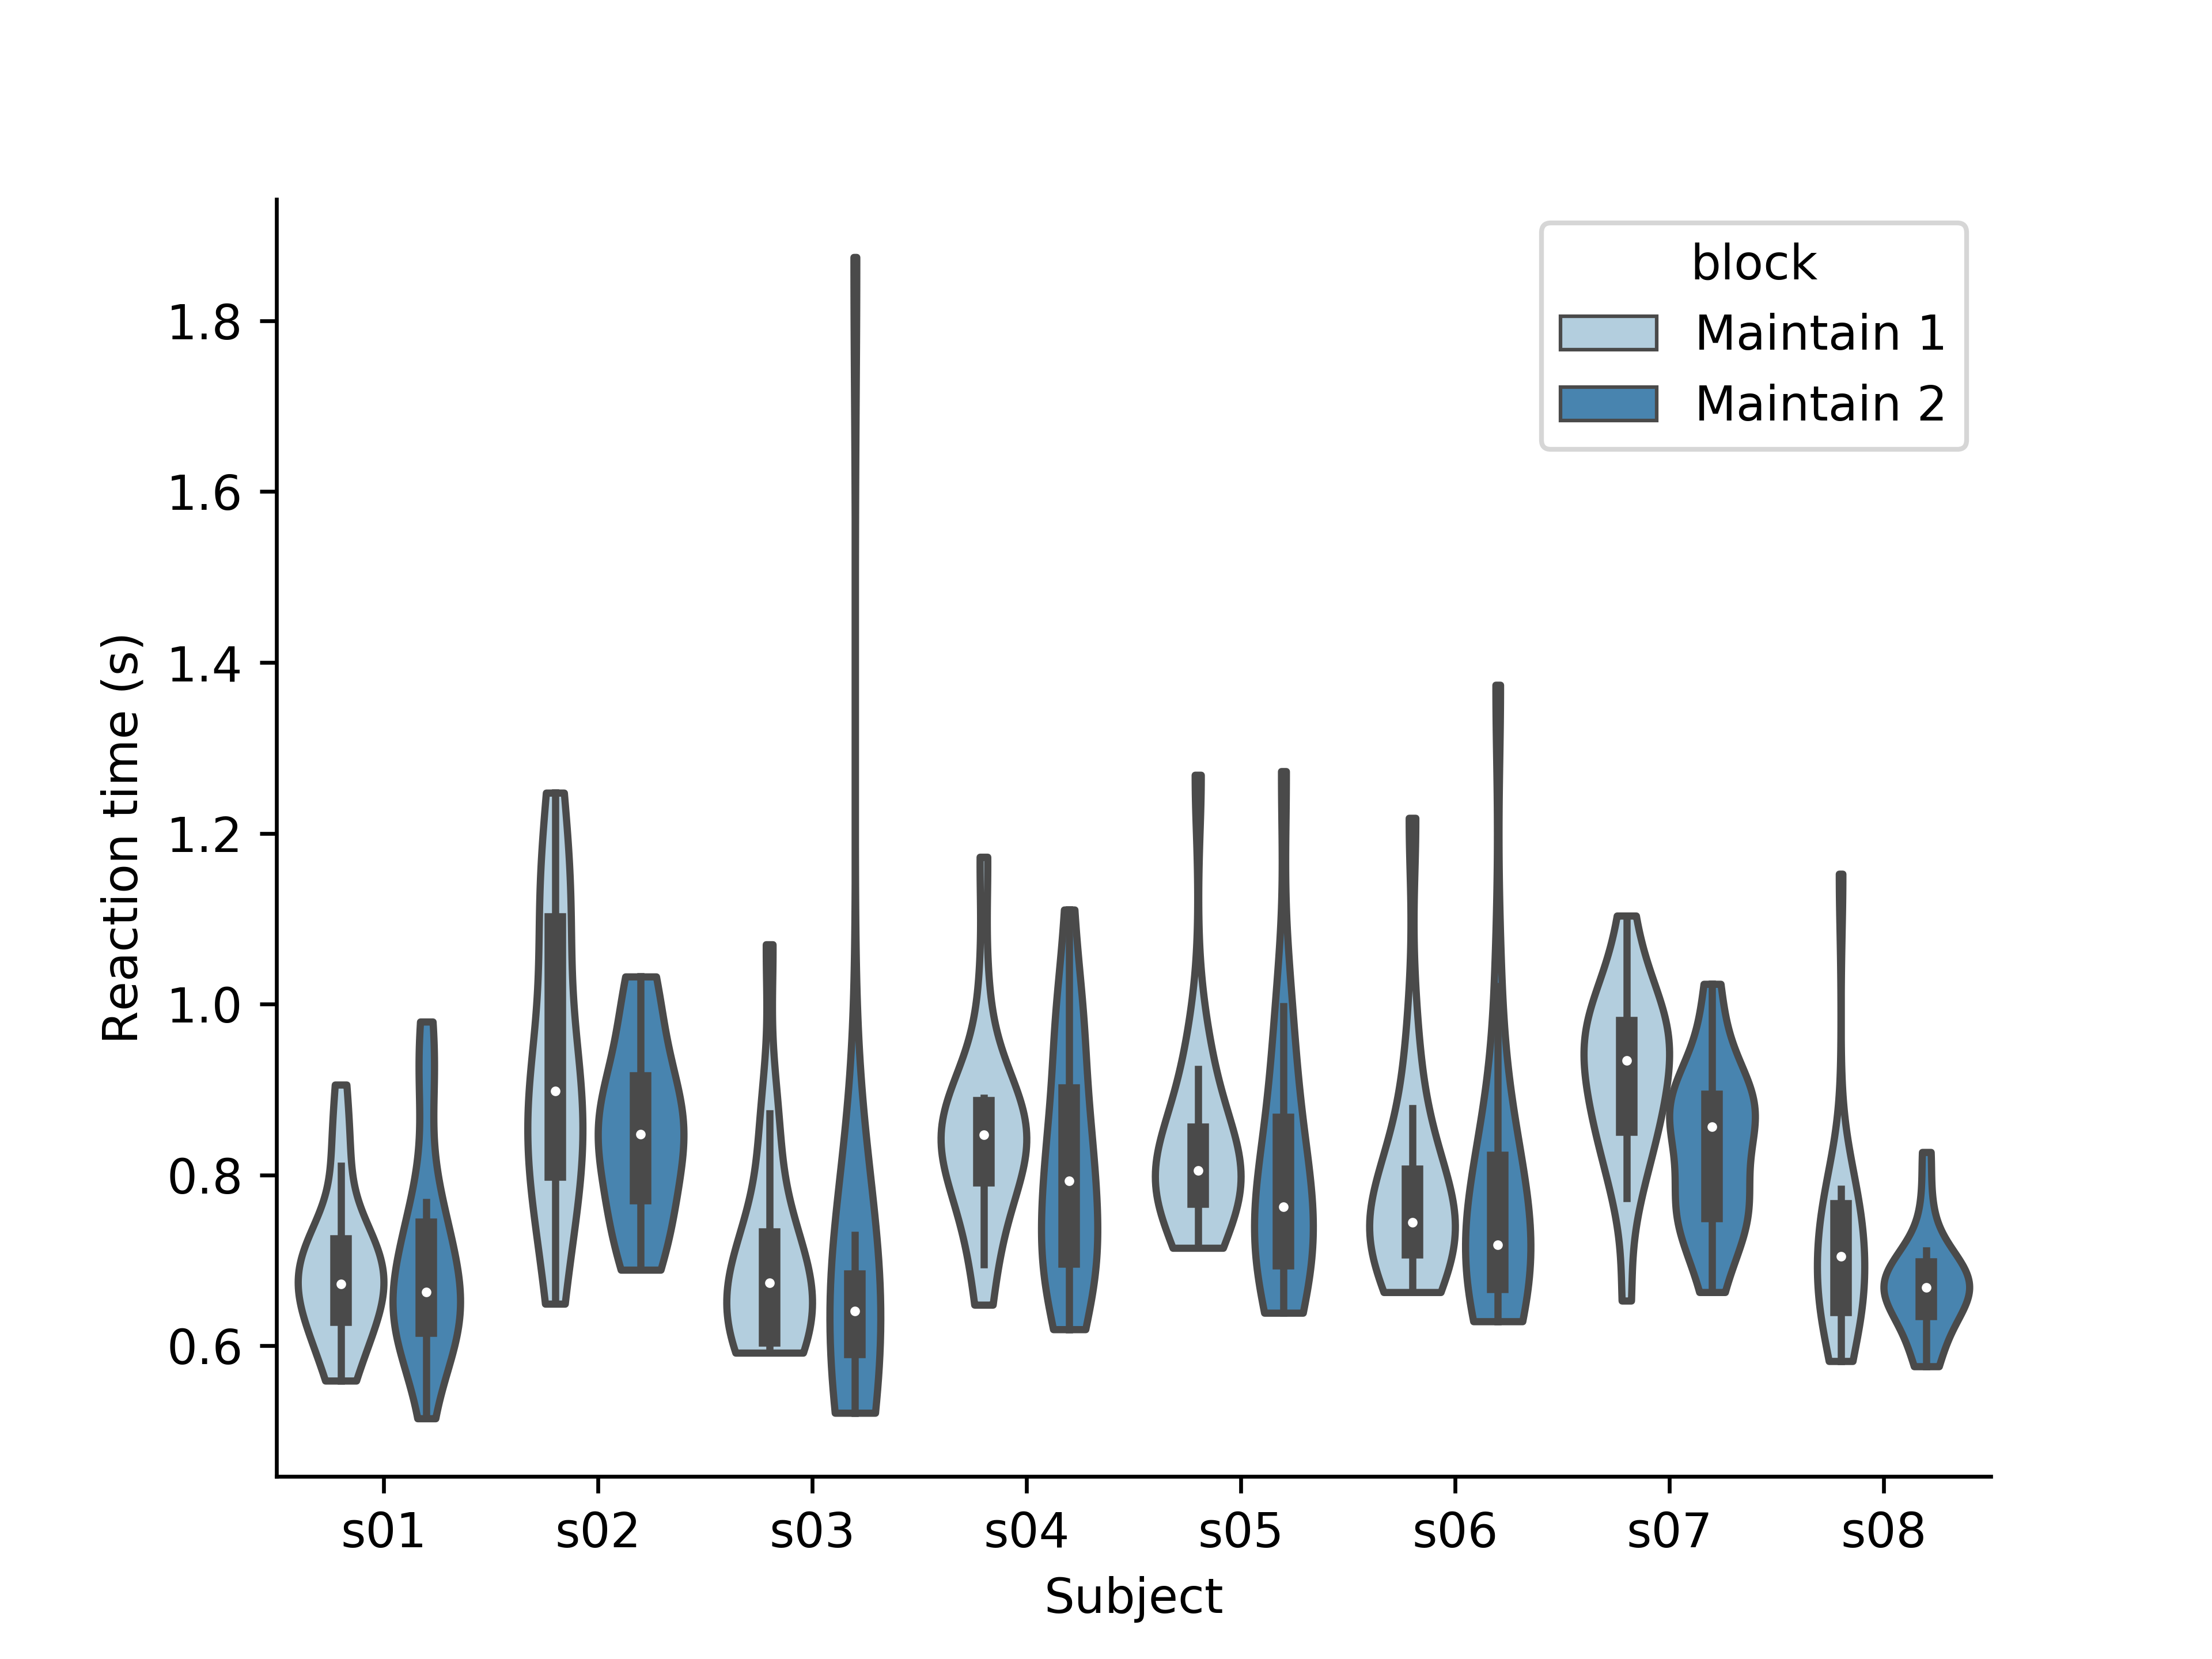 block
Maintain 1
Maintain 2
1.8
1.6
1.4
1.2
1.0
0.8
0.6
Reaction time (s)
s01 s02 s03 s04 s05 s06 s07 s08
Subject